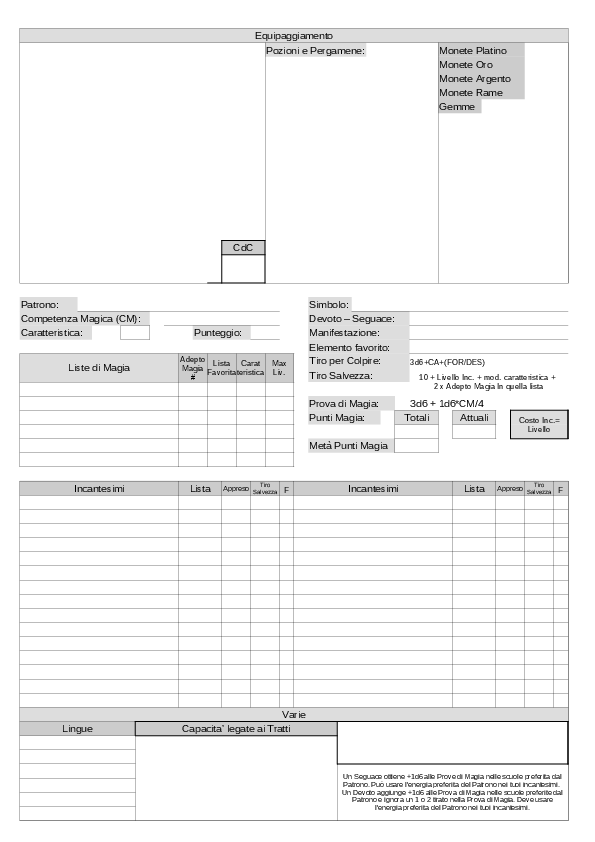 Equipaggiamento
Pozioni e Pergamene:
Monete Platino
Monete Oro
Monete Argento
Monete Rame
Gemme
CdC
Patrono:
Competenza Magica (CM):
Caratteristica:
Punteggio:
Simbolo:
Devoto – Seguace:
Manifestazione:
Elemento favorito:
Tiro per Colpire: 3d6+CA+(FOR/DES)
Tiro Salvezza: 10 + Livello Inc. + mod. caratteristica +
2 x Adepto Magia In quella lista
Liste di Magia
Adepto
Magia
#
Lista
Favorita
Carat
teristica
Max
Liv.
Prova di Magia: 3d6 + 1d6*CM/4
Punti Magia: Totali Attuali
Costo Inc.=
Livello
Metà Punti Magia
Incantesimi Lista Appreso Tiro
Salvezza F
Incantesimi Lista Appreso Tiro
Salvezza F
Varie
Lingue
Capacita' legate ai Tratti
Un Seguace ottiene +1d6 alle Prove di Magia nelle scuole preferita dal
Patrono. Può usare l'energia preferita del Patrono nei tuoi incantesimi.
Un Devoto aggiunge +1d6 alle Prova di Magia nelle scuole preferite dal
Patrono e ignora un 1 o 2 tirato nella Prova di Magia. Deve usare
l'energia preferita del Patrono nei tuoi incantesimi.